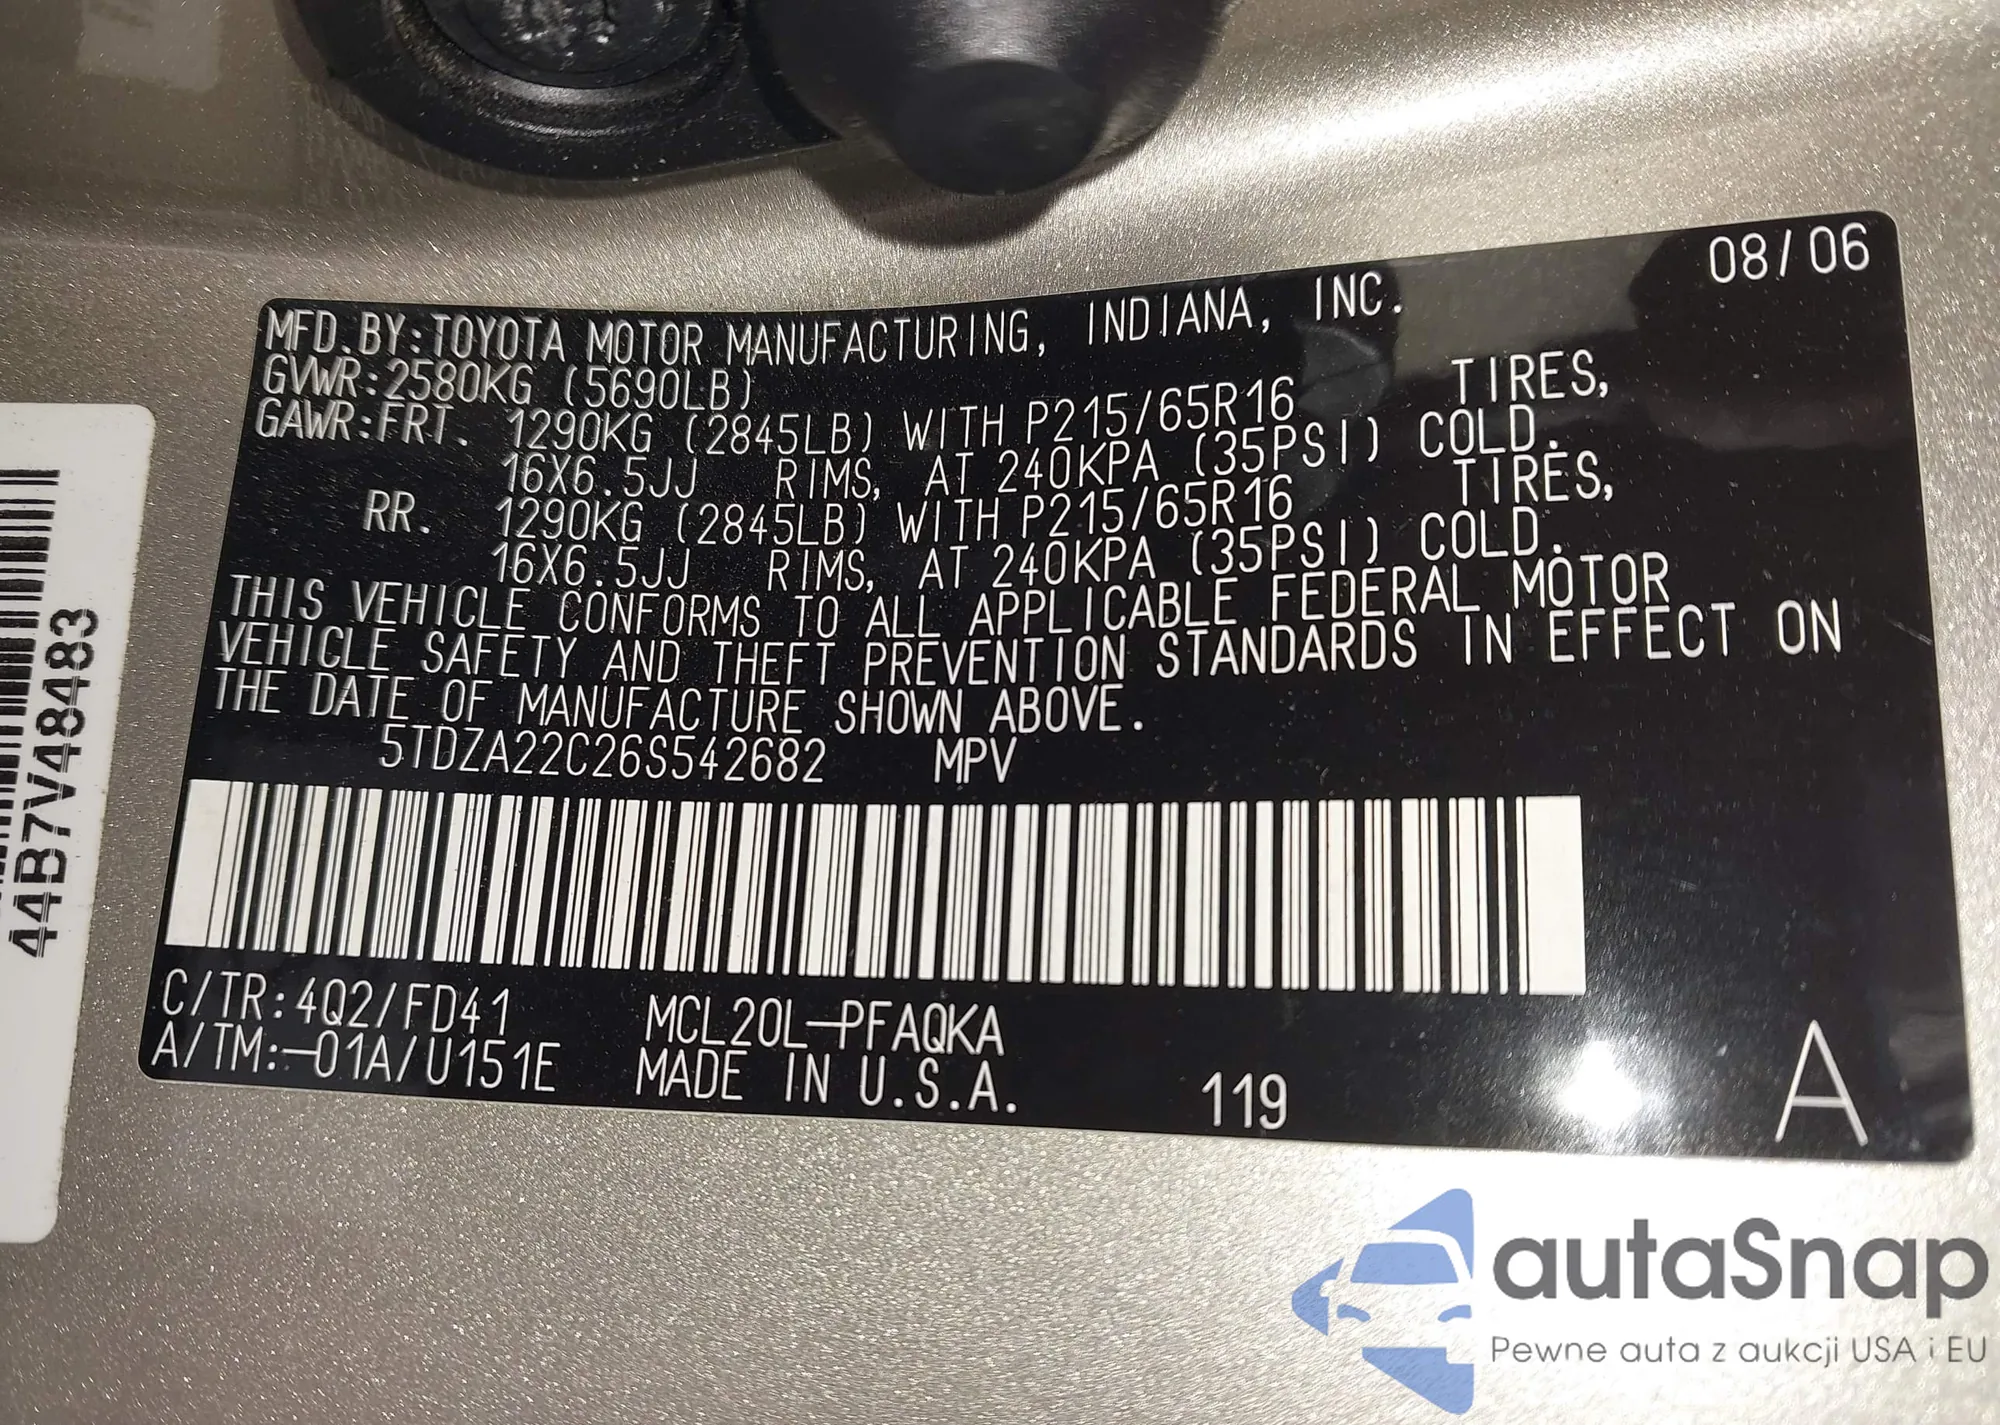 08/06
MFD.BY:TOYOTA MOTOR MANUFACTURING, INDIANA, INC.
GVWR:2580KG (5690LB)
GAWR:FRT. 1290KG (2845LB) WITH P215/65R16 TIRES,
16X6.5JJ RIMS, AT 240KPA (35PSI) COLD.
RR. 1290KG (2845LB) WITH P215/65R16 TIRES,
16X6.5JJ RIMS, AT 240KPA (35PSI) COLD.
THIS VEHICLE CONFORMS TO ALL APPLICABLE FEDERAL MOTOR
VEHICLE SAFETY AND THEFT PREVENTION STANDARDS IN EFFECT ON
THE DATE OF MANUFACTURE SHOWN ABOVE.
5TDZA22C26S542682 MPV
C/TR:4Q2/FD41 MCL20L-PFAQKA
A/TM:-01A/U151E MADE IN U.S.A. 119 A
44B7V48483
autaSnap
Pewne auta z aukcji USA i EU